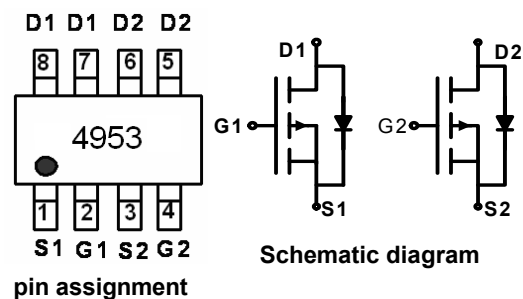 D1 D1 D2 D2
8 7 6 5
4953
1 2 3 4
S1 G1 S2 G2
pin assignment
D1
G1
S1
D2
G2
S2
Schematic diagram